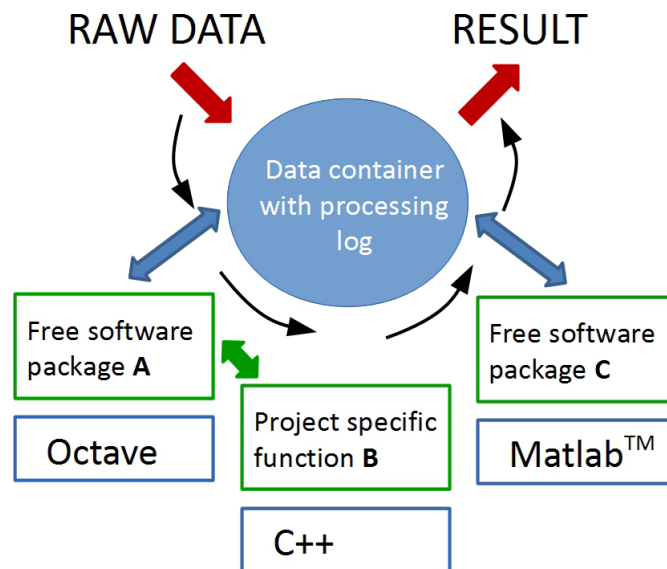 RAW DATA
RESULT
Data container
with processing
log
Free software
package A
Octave
Project specific
function B
C++
Free software
package C
Matlab™